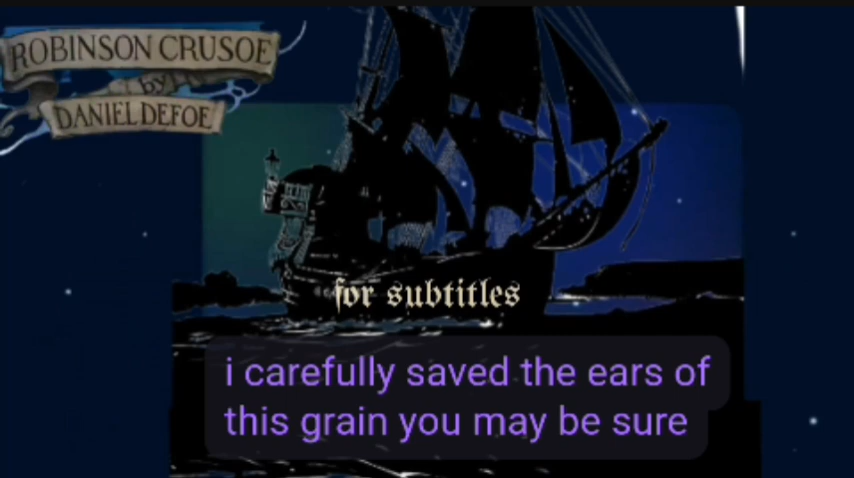 ROBINSON CRUSOE
by
DANIEL DEFOE
for subtitles
i carefully saved the ears of
this grain you may be sure